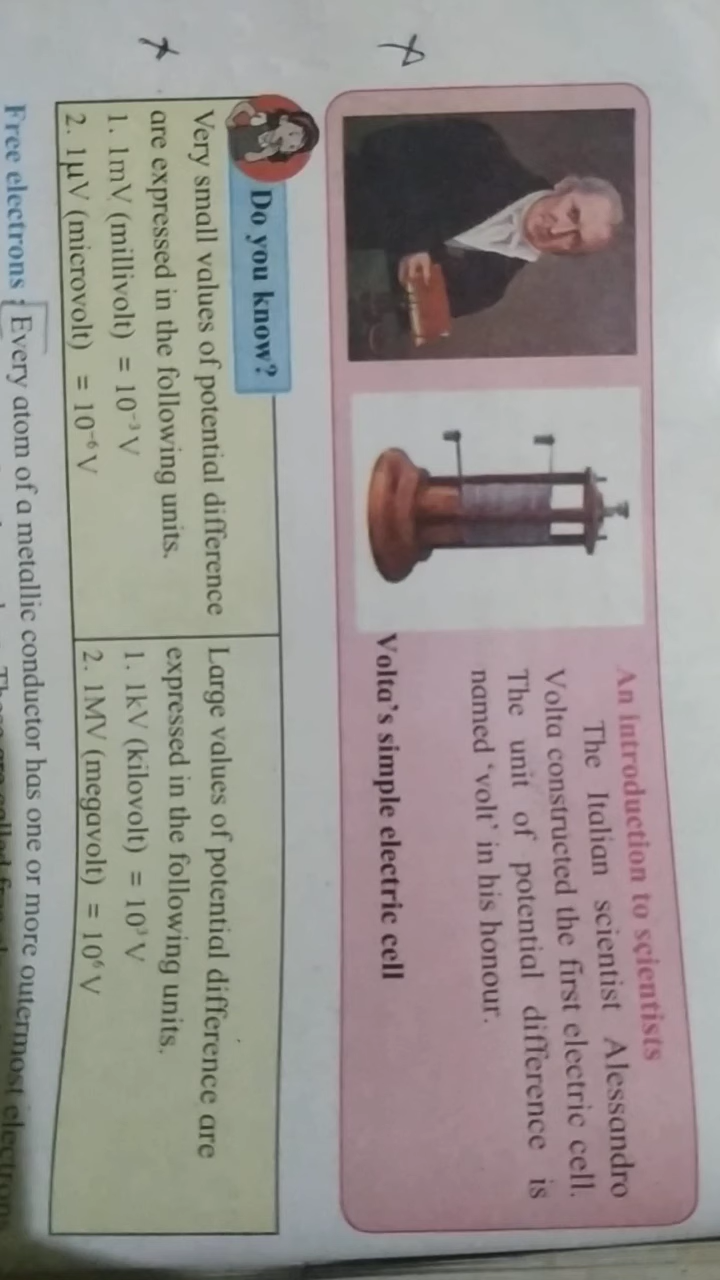 An introduction to scientists
The Italian scientist Alessandro
Volta constructed the first electric cell.
The unit of potential difference is
named ‘volt’ in his honour.
Volta’s simple electric cell
Do you know?
Very small values of potential difference
are expressed in the following units.
1. 1mV (millivolt) = 10⁻³ V
2. 1μV (microvolt) = 10⁻⁶ V
Large values of potential difference are
expressed in the following units.
1. 1kV (kilovolt) = 10³ V
2. 1MV (megavolt) = 10⁶ V
Free electrons : Every atom of a metallic conductor has one or more outermost electrons